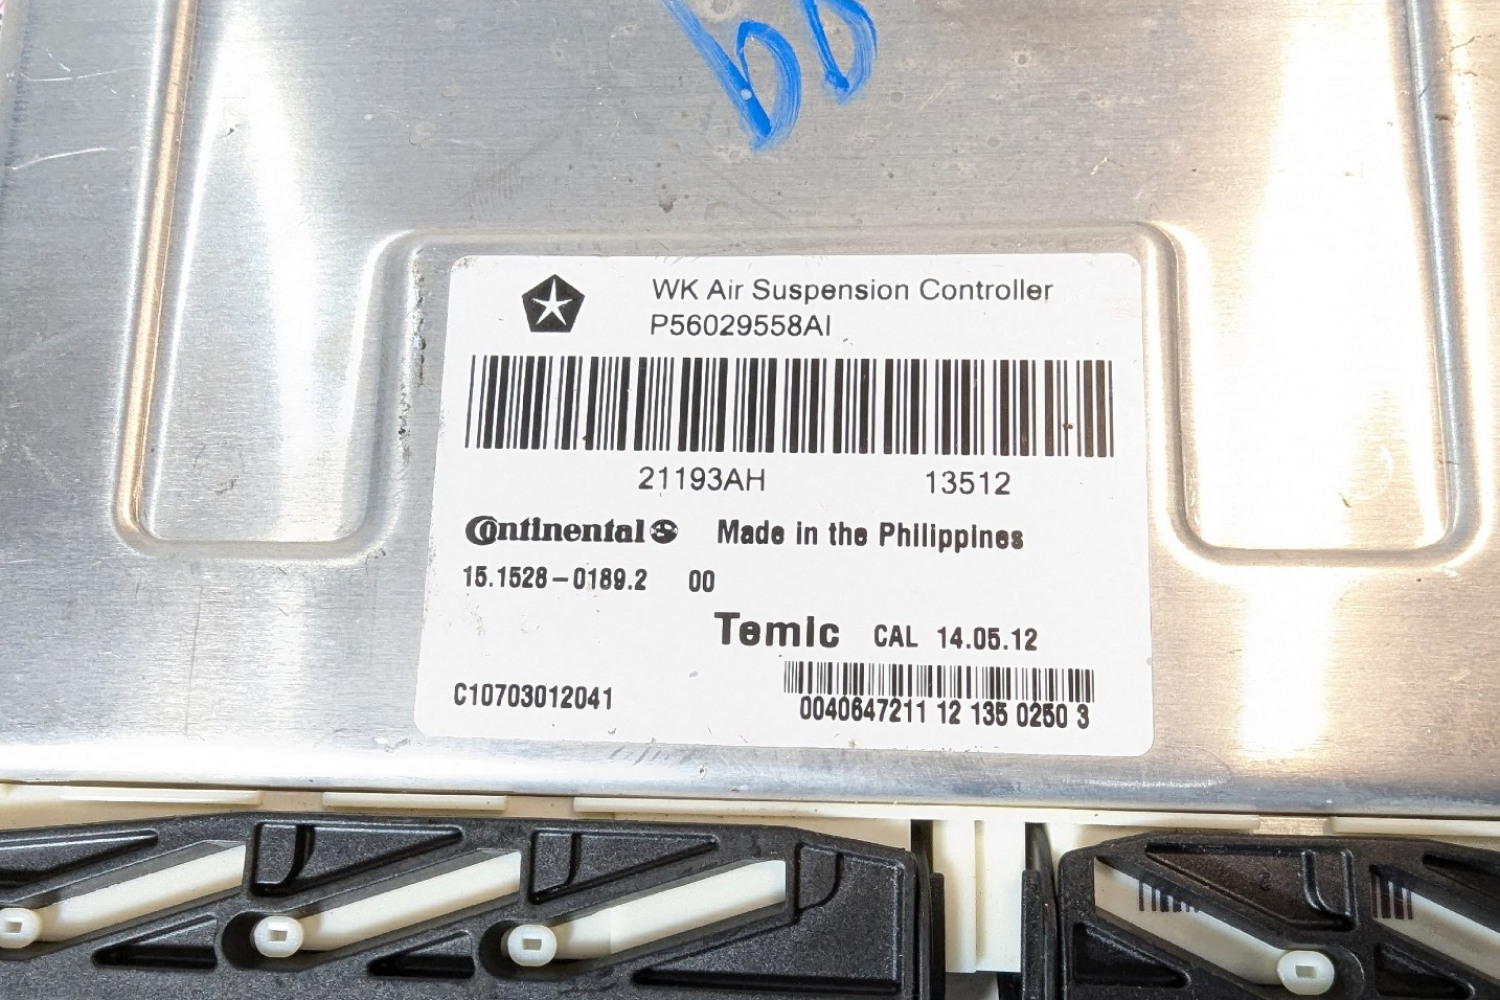 WK Air Suspension Controller
P56029558AI
21193AH 13512
Continental Made in the Philippines
15.1528-0189.2 00
Temic CAL 14.05.12
C10703012041
0040647211 12 135 0250 3